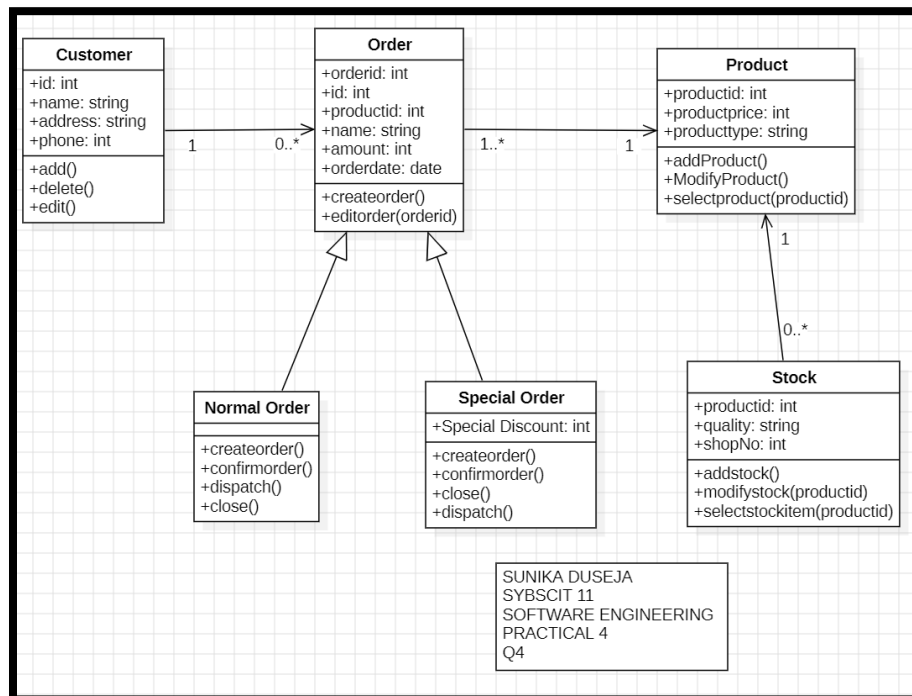 Customer
+id: int
+name: string
+address: string
+phone: int
+add()
+delete()
+edit()
1
0..*
Order
+orderid: int
+id: int
+productid: int
+name: string
+amount: int
+orderdate: date
+createorder()
+editorder(orderid)
1..*
1
Product
+productid: int
+productprice: int
+producttype: string
+addProduct()
+ModifyProduct()
+selectproduct(productid)
1
0..*
Normal Order
+createorder()
+confirmorder()
+dispatch()
+close()
Special Order
+Special Discount: int
+createorder()
+confirmorder()
+close()
+dispatch()
Stock
+productid: int
+quality: string
+shopNo: int
+addstock()
+modifystock(productid)
+selectstockitem(productid)
SUNIKA DUSEJA
SYBSCIT 11
SOFTWARE ENGINEERING
PRACTICAL 4
Q4